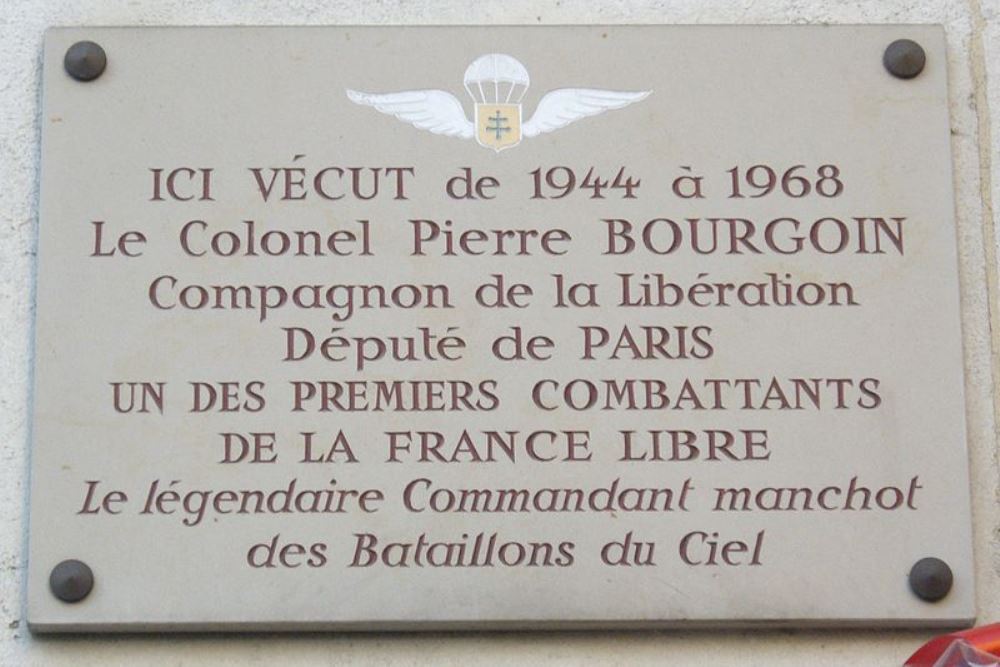 ICI VÉCUT de 1944 à 1968
Le Colonel Pierre BOURGOIN
Compagnon de la Libération
Député de PARIS
UN DES PREMIERS COMBATTANTS
DE LA FRANCE LIBRE
Le légendaire Commandant manchot
des Bataillons du Ciel